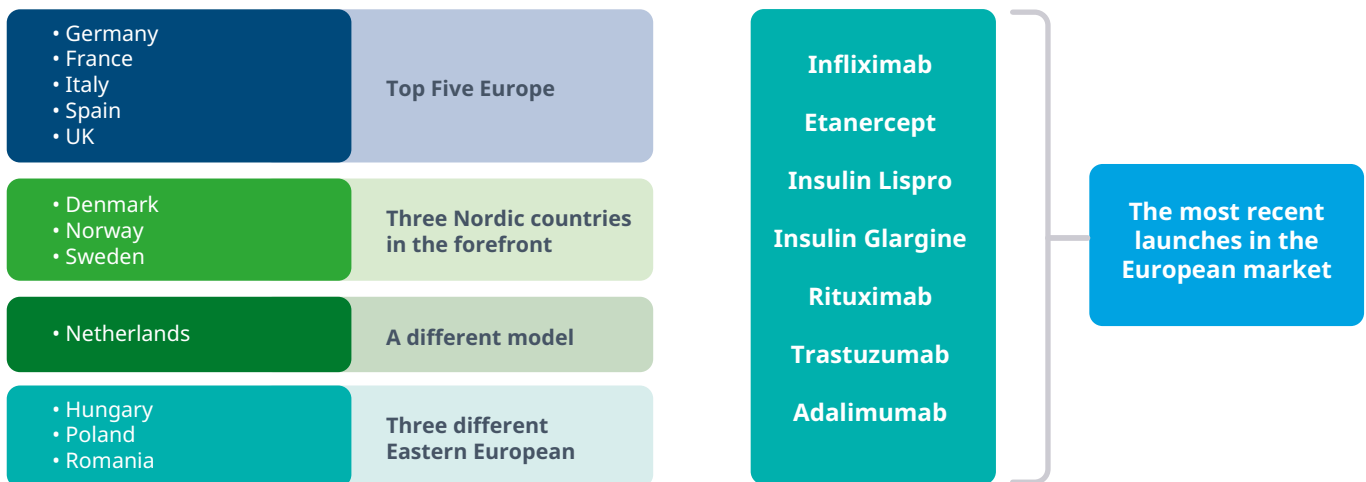 • Germany
• France
• Italy
• Spain
• UK
Top Five Europe
• Denmark
• Norway
• Sweden
Three Nordic countries
in the forefront
• Netherlands
A different model
• Hungary
• Poland
• Romania
Three different
Eastern European
Infliximab
Etanercept
Insulin Lispro
Insulin Glargine
Rituximab
Trastuzumab
Adalimumab
The most recent
launches in the
European market